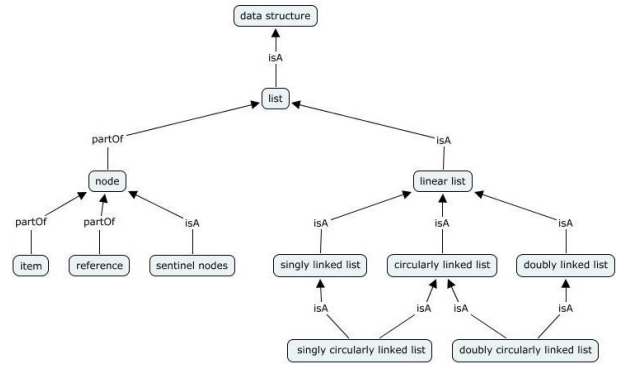 data structure
isA
list
partOf
isA
node
linear list
partOf
partOf
isA
isA
isA
isA
item
reference
sentinel nodes
singly linked list
circularly linked list
doubly linked list
isA
isA
isA
isA
singly circularly linked list
doubly circularly linked list